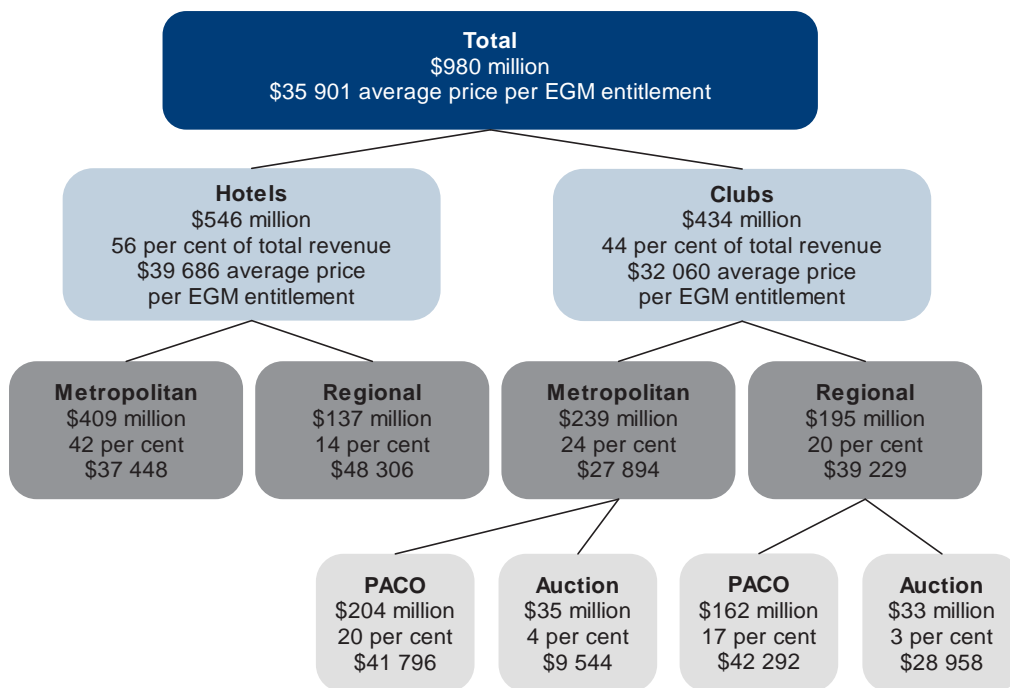 Total
$980 million
$35 901 average price per EGM entitlement
Hotels
$546 million
56 per cent of total revenue
$39 686 average price
per EGM entitlement
Clubs
$434 million
44 per cent of total revenue
$32 060 average price
per EGM entitlement
Metropolitan
$409 million
42 per cent
$37 448
Regional
$137 million
14 per cent
$48 306
Metropolitan
$239 million
24 per cent
$27 894
Regional
$195 million
20 per cent
$39 229
PACO
$204 million
20 per cent
$41 796
Auction
$35 million
4 per cent
$9 544
PACO
$162 million
17 per cent
$42 292
Auction
$33 million
3 per cent
$28 958